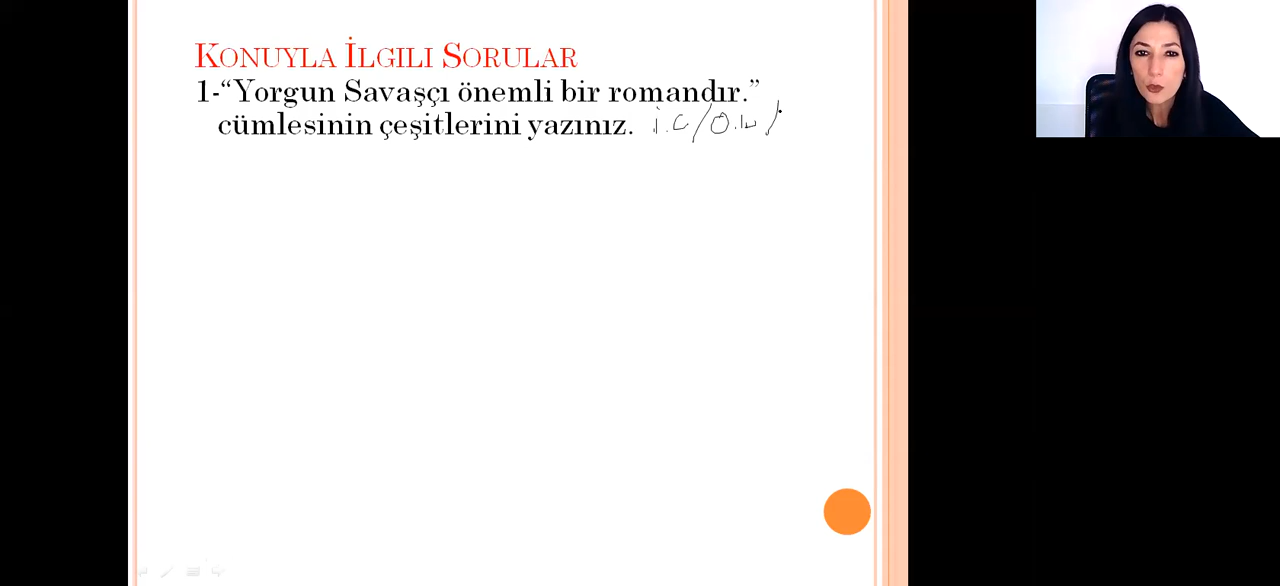 KONUYLA İLGILI SORULAR
1-“Yorgun Savaşçı önemli bir romandır.”
cümlesinin çeşitlerini yazınız. i.C/